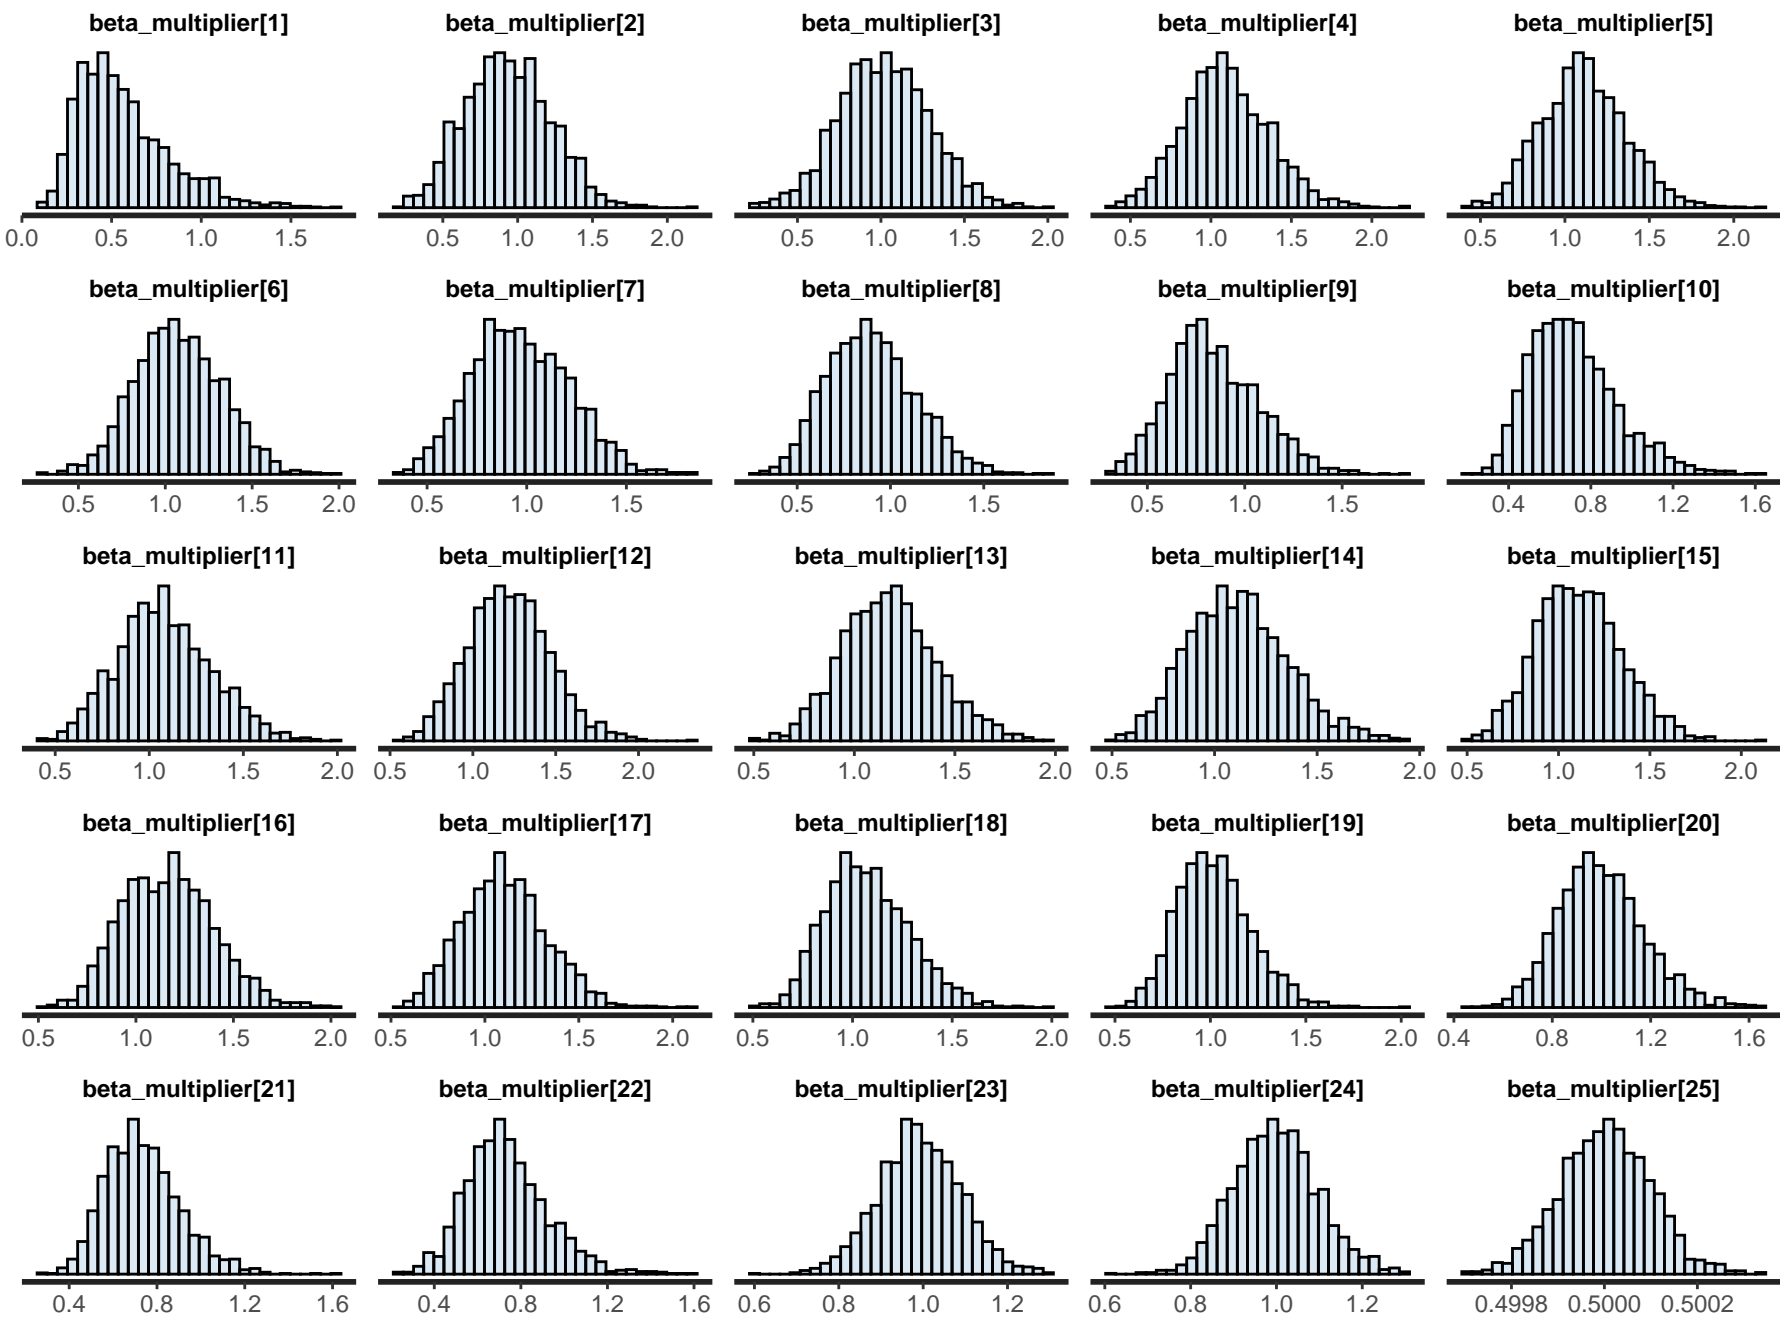 beta_multiplier[1] beta_multiplier[2] beta_multiplier[3] beta_multiplier[4] beta_multiplier[5]
0.0 0.5 1.0 1.5 0.5 1.0 1.5 2.0 0.5 1.0 1.5 2.0 0.5 1.0 1.5 2.0 0.5 1.0 1.5 2.0
beta_multiplier[6] beta_multiplier[7] beta_multiplier[8] beta_multiplier[9] beta_multiplier[10]
0.5 1.0 1.5 2.0 0.5 1.0 1.5 0.5 1.0 1.5 0.5 1.0 1.5 0.4 0.8 1.2 1.6
beta_multiplier[11] beta_multiplier[12] beta_multiplier[13] beta_multiplier[14] beta_multiplier[15]
0.5 1.0 1.5 2.0 0.5 1.0 1.5 2.0 0.5 1.0 1.5 2.0 0.5 1.0 1.5 2.0 0.5 1.0 1.5 2.0
beta_multiplier[16] beta_multiplier[17] beta_multiplier[18] beta_multiplier[19] beta_multiplier[20]
0.5 1.0 1.5 2.0 0.5 1.0 1.5 2.0 0.5 1.0 1.5 2.0 0.5 1.0 1.5 2.0 0.4 0.8 1.2 1.6
beta_multiplier[21] beta_multiplier[22] beta_multiplier[23] beta_multiplier[24] beta_multiplier[25]
0.4 0.8 1.2 1.6 0.4 0.8 1.2 1.6 0.6 0.8 1.0 1.2 0.6 0.8 1.0 1.2 0.4998 0.5000 0.5002